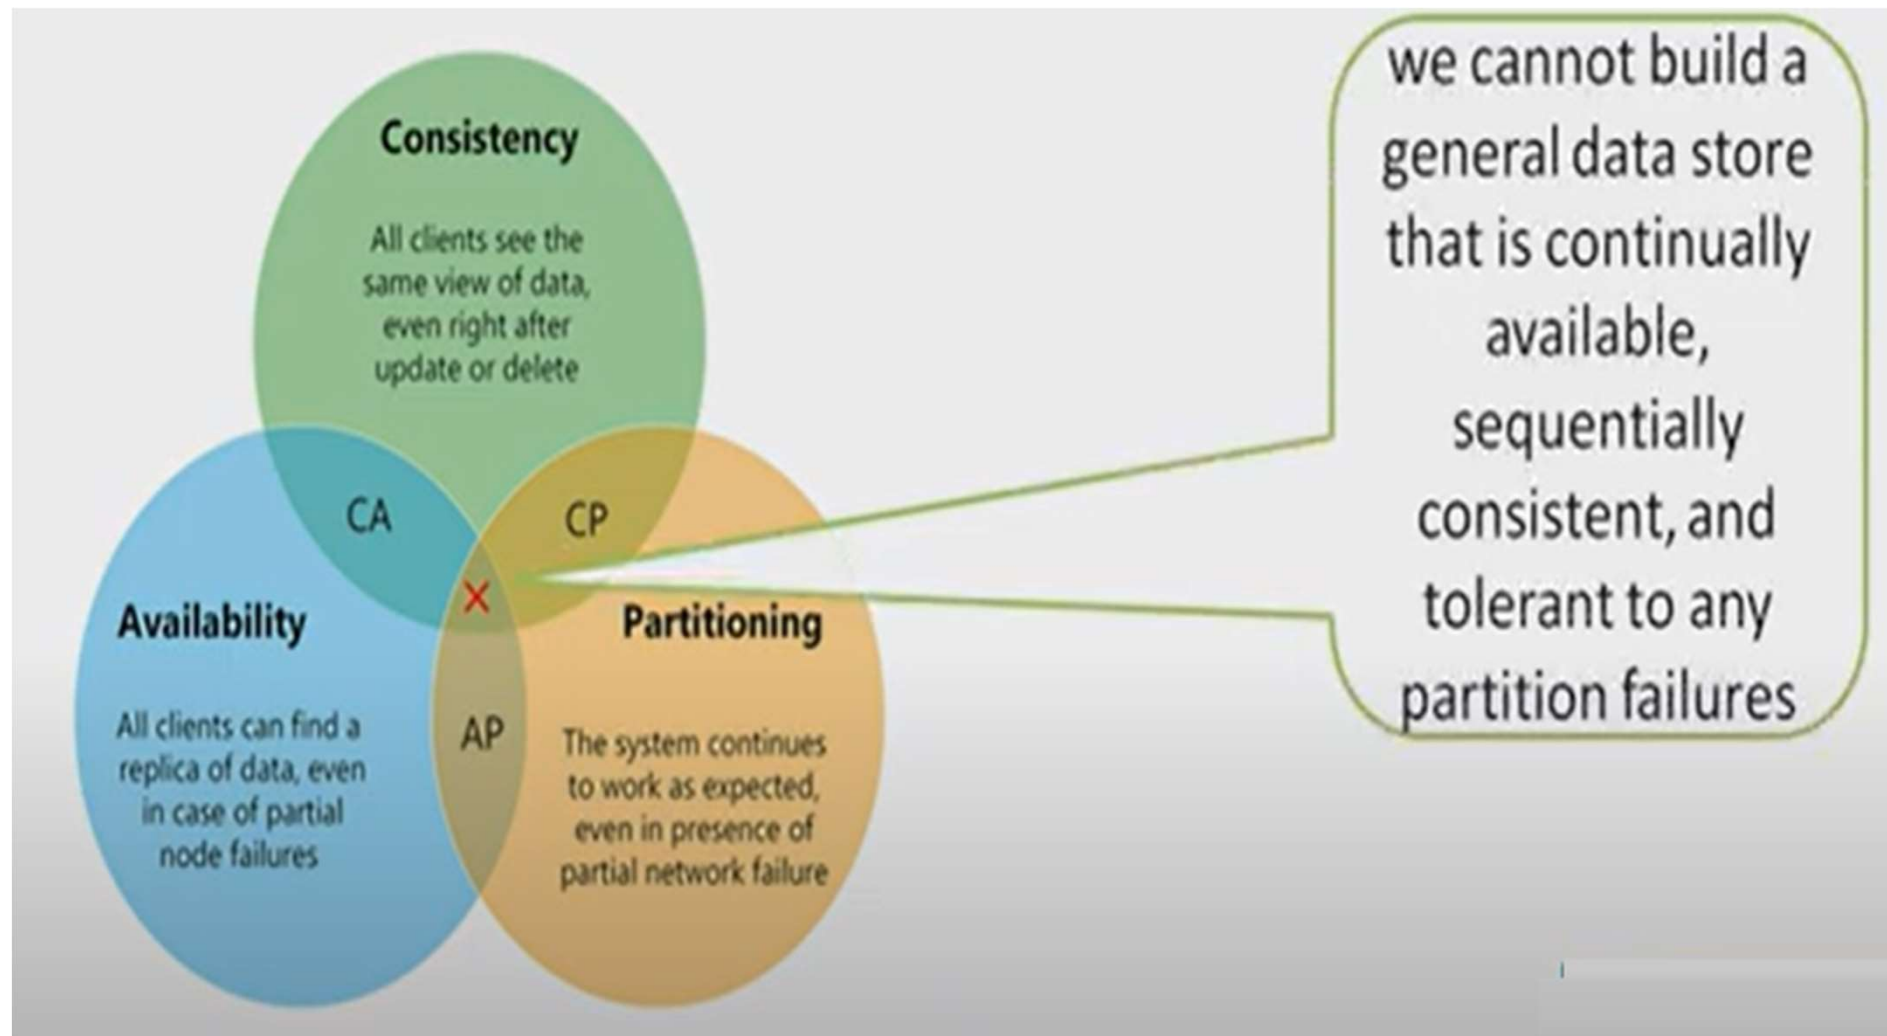 Consistency
All clients see the
same view of data,
even right after
update or delete
CA
CP
X
Availability
All clients can find a
replica of data, even
in case of partial
node failures
AP
Partitioning
The system continues
to work as expected,
even in presence of
partial network failure
we cannot build a
general data store
that is continually
available,
sequentially
consistent, and
tolerant to any
partition failures